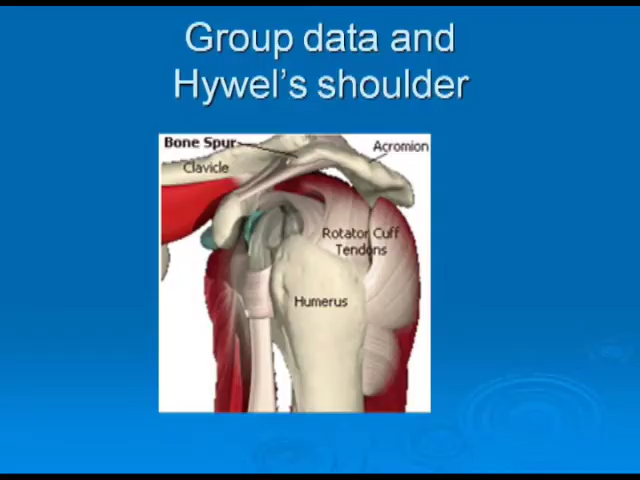 Group data and
Hywel's shoulder
Bone Spur
Acromion
Clavicle
Rotator Cuff
Tendons
Humerus